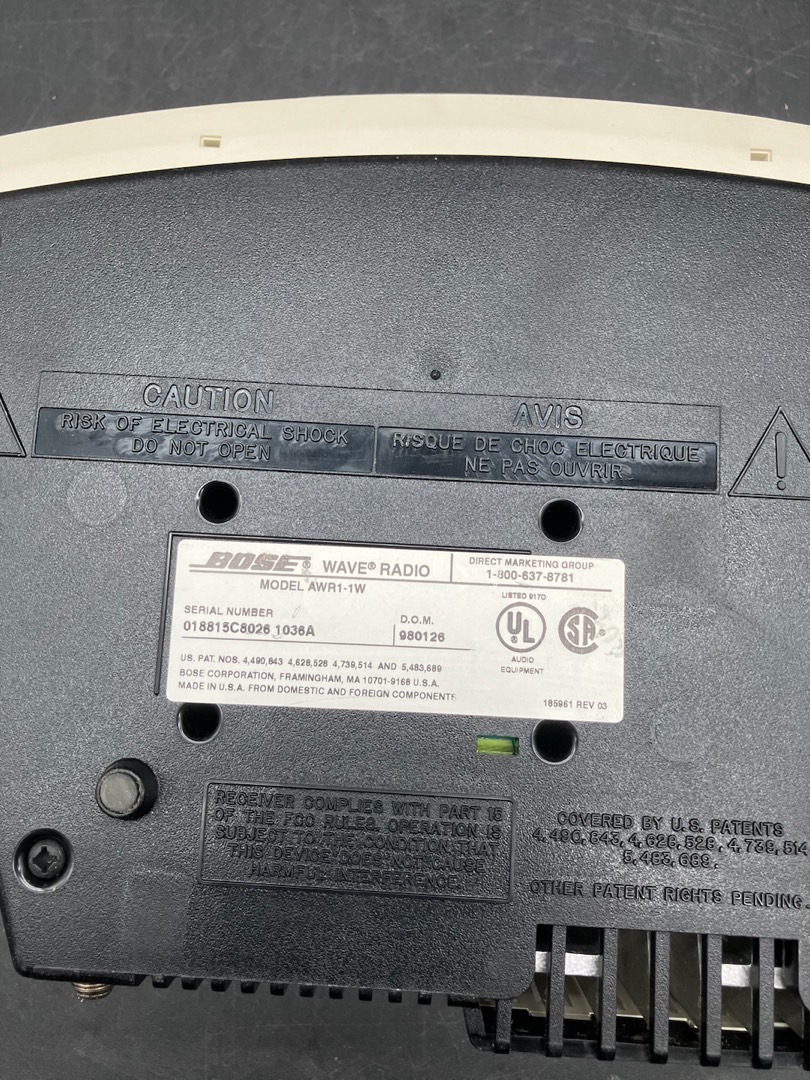 CAUTION
RISK OF ELECTRICAL SHOCK
DO NOT OPEN
AVIS
RISQUE DE CHOC ELECTRIQUE
NE PAS OUVRIR
!
BOSE® WAVE® RADIO
MODEL AWR1-1W
DIRECT MARKETING GROUP
1-800-637-8781
SERIAL NUMBER
018815C8026 1036A
D.O.M.
980126
LISTED 917D
UL®
AUDIO
EQUIPMENT
SA®
U.S. PAT. NOS. 4,490,843 4,628,528 4,739,514 AND 5,483,689
BOSE CORPORATION, FRAMINGHAM, MA 10701-9168 U.S.A.
MADE IN U.S.A. FROM DOMESTIC AND FOREIGN COMPONENTS
185961 REV 03
RECEIVER COMPLIES WITH PART 15
OF THE FCC RULES. OPERATION IS
SUBJECT TO THE CONDITION THAT
THIS DEVICE DOES NOT CAUSE
HARMFUL INTERFERENCE.
COVERED BY U.S. PATENTS
4,490,843, 4,628,528, 4,739,514
5,483,689.
OTHER PATENT RIGHTS PENDING.